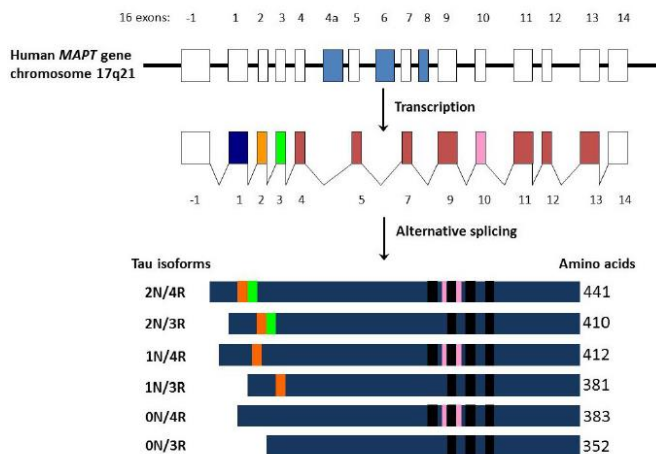 16 exons: -1 1 2 3 4 4a 5 6 7 8 9 10 11 12 13 14
Human MAPT gene
chromosome 17q21
Transcription
-1 1 2 3 4 5 7 9 10 11 12 13 14
Alternative splicing
Tau isoforms Amino acids
2N/4R 441
2N/3R 410
1N/4R 412
1N/3R 381
0N/4R 383
0N/3R 352